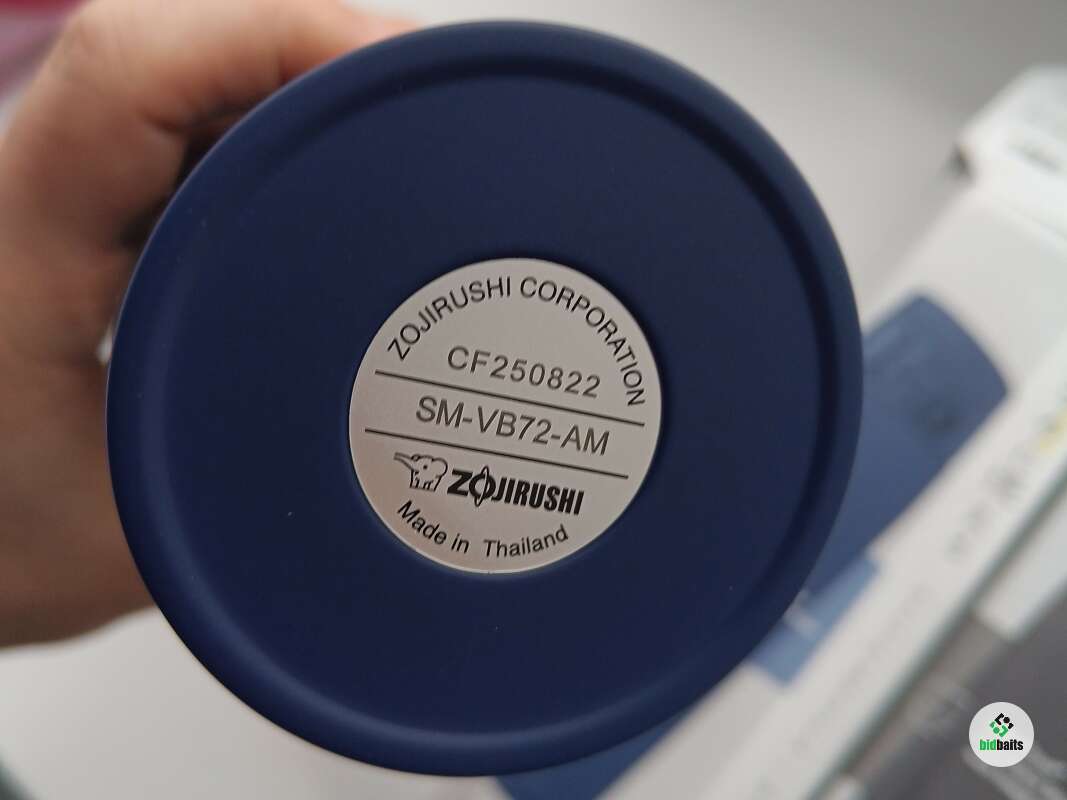 ZOJIRUSHI CORPORATION
CF250822
SM-VB72-AM
ZOJIRUSHI
Made in Thailand
bidbaits